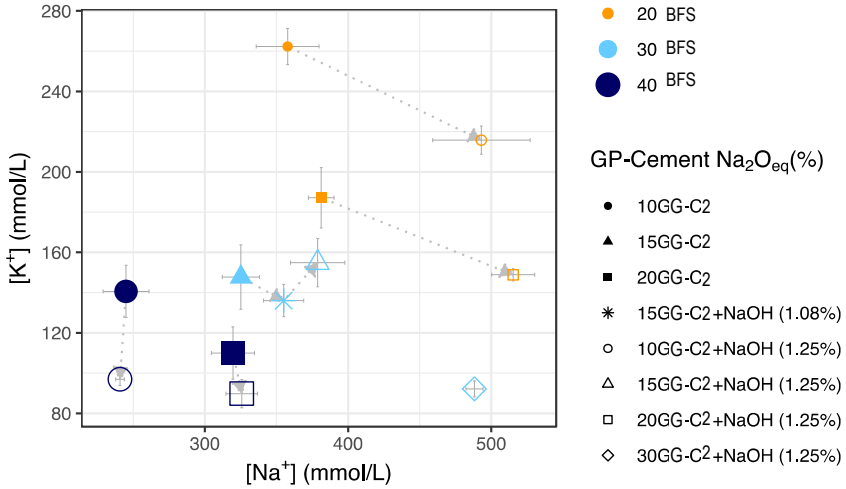 280
240
200
160
120
80
[K⁺] (mmol/L)
300
400
500
[Na⁺] (mmol/L)
20 BFS
30 BFS
40 BFS
GP-Cement Na₂Oₑq(%)
10GG-C2
15GG-C2
20GG-C2
15GG-C2+NaOH (1.08%)
10GG-C2+NaOH (1.25%)
15GG-C2+NaOH (1.25%)
20GG-C2+NaOH (1.25%)
30GG-C2+NaOH (1.25%)